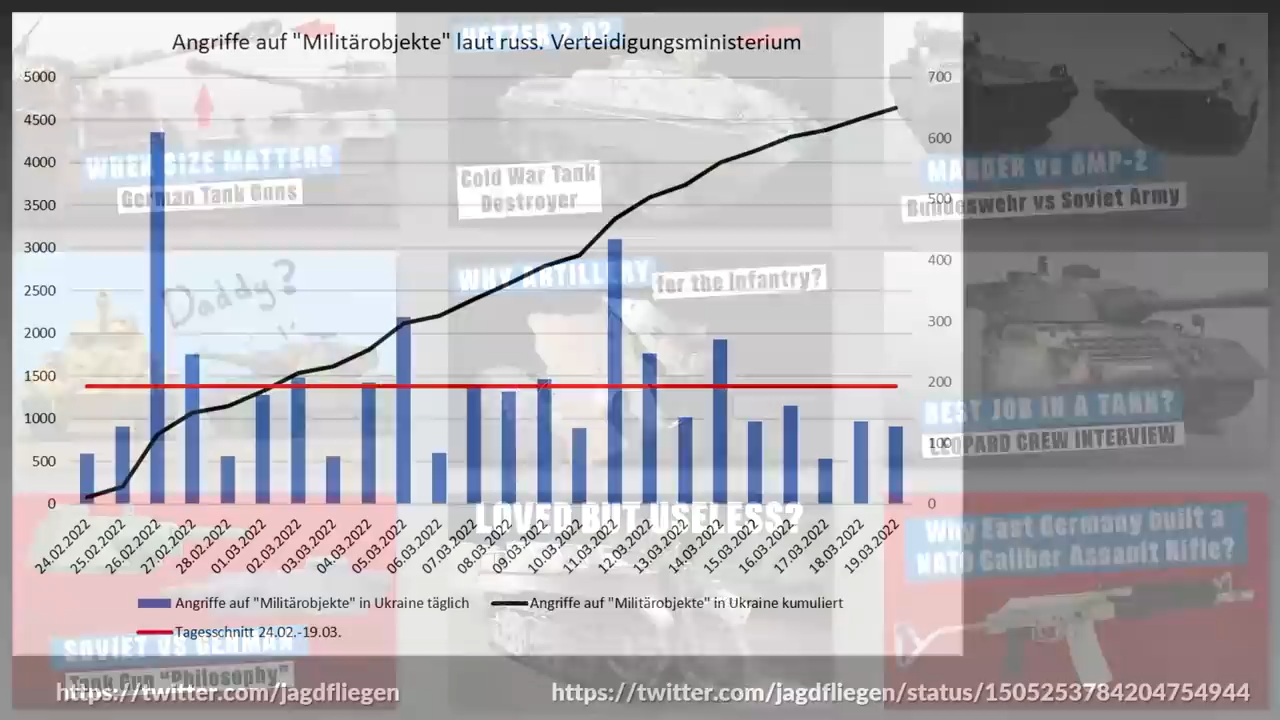 HETZER 2.0?
Angriffe auf "Militärobjekte" laut russ. Verteidigungsministerium
5000
4500
4000
3500
3000
2500
2000
1500
1000
500
0
700
600
500
400
300
200
100
0
WHEN SIZE MATTERS
German Tank Guns
Cold War Tank
Destroyer
MARDER vs BMP-2
Bundeswehr vs Soviet Army
Daddy?
WHY ARTILLERY for the Infantry?
BEST JOB IN A TANK?
LEOPARD CREW INTERVIEW
LOVED BUT USELESS?
Why East Germany built a
NATO Caliber Assault Rifle?
24.02.2022
25.02.2022
26.02.2022
27.02.2022
28.02.2022
01.03.2022
02.03.2022
03.03.2022
04.03.2022
05.03.2022
06.03.2022
07.03.2022
08.03.2022
09.03.2022
10.03.2022
11.03.2022
12.03.2022
13.03.2022
14.03.2022
15.03.2022
16.03.2022
17.03.2022
18.03.2022
19.03.2022
Angriffe auf "Militärobjekte" in Ukraine täglich
Angriffe auf "Militärobjekte" in Ukraine kumuliert
Tagesschnitt 24.02.-19.03.
SOVIET VS GERMAN
Tank Gun "Philosophy"
https://twitter.com/jagdfliegen
https://twitter.com/jagdfliegen/status/1505253784204754944